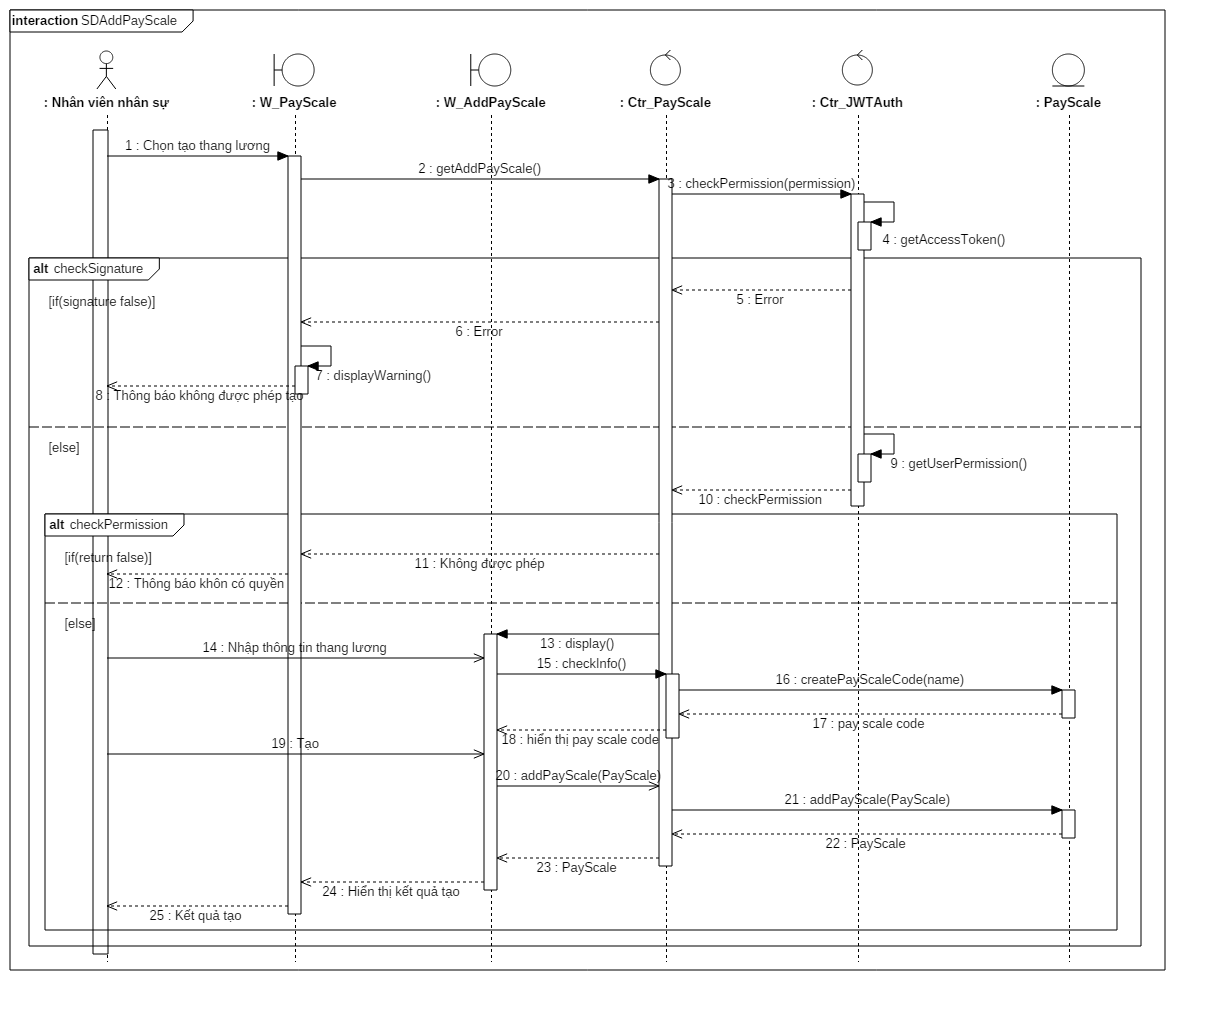 interaction SDAddPayScale
: Nhân viên nhân sự
: W_PayScale
: W_AddPayScale
: Ctr_PayScale
: Ctr_JWTAuth
: PayScale
1 : Chọn tạo thang lương
2 : getAddPayScale()
3 : checkPermission(permission)
4 : getAccessToken()
alt checkSignature
[if(signature false)]
5 : Error
6 : Error
7 : displayWarning()
8 : Thông báo không được phép tạo
[else]
9 : getUserPermission()
10 : checkPermission
alt checkPermission
[if(return false)]
11 : Không được phép
12 : Thông báo khôn có quyền
[else]
13 : display()
14 : Nhập thông tin thang lương
15 : checkInfo()
16 : createPayScaleCode(name)
17 : pay scale code
18 : hiển thị pay scale code
19 : Tạo
20 : addPayScale(PayScale)
21 : addPayScale(PayScale)
22 : PayScale
23 : PayScale
24 : Hiển thị kết quả tạo
25 : Kết quả tạo